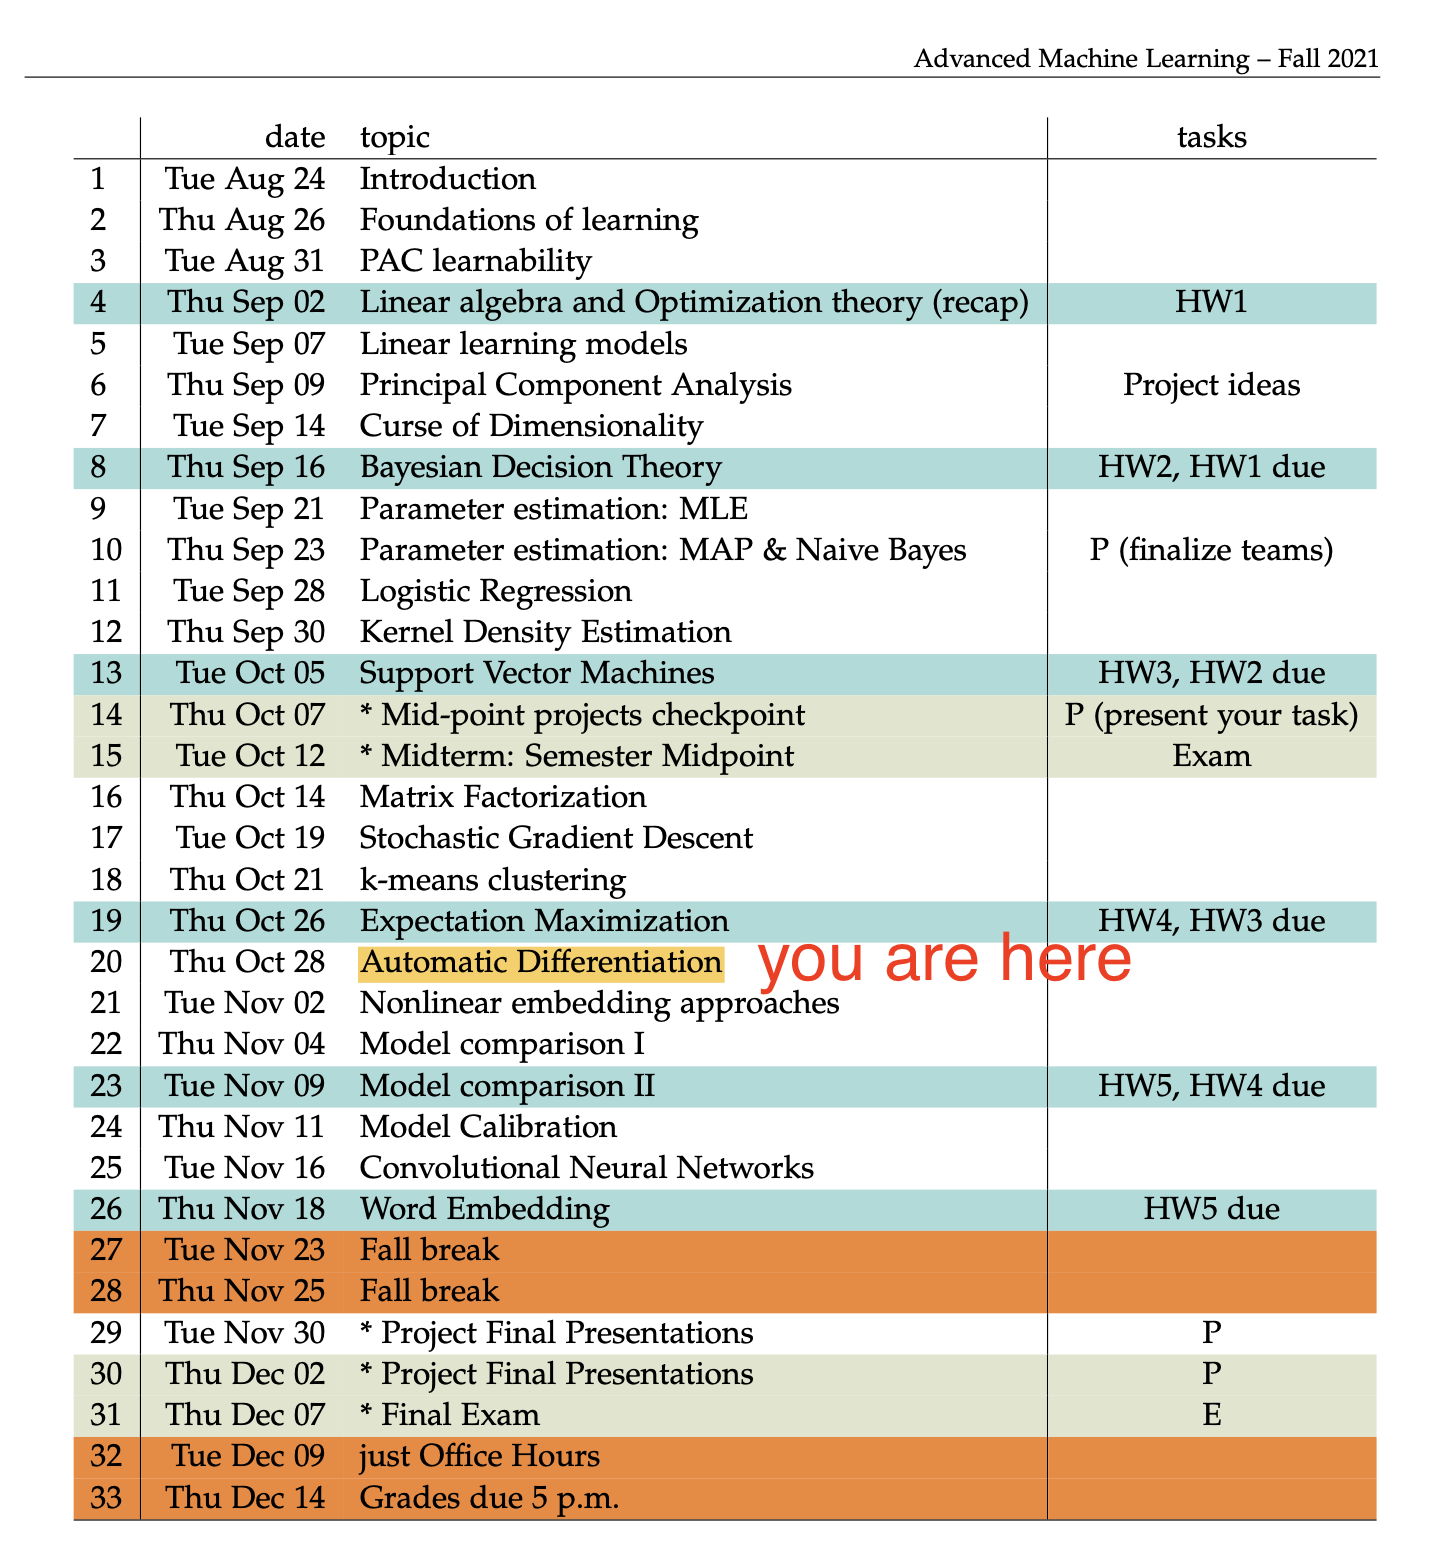 Advanced Machine Learning – Fall 2021
date topic tasks
1 Tue Aug 24 Introduction
2 Thu Aug 26 Foundations of learning
3 Tue Aug 31 PAC learnability
4 Thu Sep 02 Linear algebra and Optimization theory (recap) HW1
5 Tue Sep 07 Linear learning models
6 Thu Sep 09 Principal Component Analysis Project ideas
7 Tue Sep 14 Curse of Dimensionality
8 Thu Sep 16 Bayesian Decision Theory HW2, HW1 due
9 Tue Sep 21 Parameter estimation: MLE
10 Thu Sep 23 Parameter estimation: MAP & Naive Bayes P (finalize teams)
11 Tue Sep 28 Logistic Regression
12 Thu Sep 30 Kernel Density Estimation
13 Tue Oct 05 Support Vector Machines HW3, HW2 due
14 Thu Oct 07 * Mid-point projects checkpoint P (present your task)
15 Tue Oct 12 * Midterm: Semester Midpoint Exam
16 Thu Oct 14 Matrix Factorization
17 Tue Oct 19 Stochastic Gradient Descent
18 Thu Oct 21 k-means clustering
19 Thu Oct 26 Expectation Maximization HW4, HW3 due
20 Thu Oct 28 Automatic Differentiation you are here
21 Tue Nov 02 Nonlinear embedding approaches
22 Thu Nov 04 Model comparison I
23 Tue Nov 09 Model comparison II HW5, HW4 due
24 Thu Nov 11 Model Calibration
25 Tue Nov 16 Convolutional Neural Networks
26 Thu Nov 18 Word Embedding HW5 due
27 Tue Nov 23 Fall break
28 Thu Nov 25 Fall break
29 Tue Nov 30 * Project Final Presentations P
30 Thu Dec 02 * Project Final Presentations P
31 Thu Dec 07 * Final Exam E
32 Tue Dec 09 just Office Hours
33 Thu Dec 14 Grades due 5 p.m.